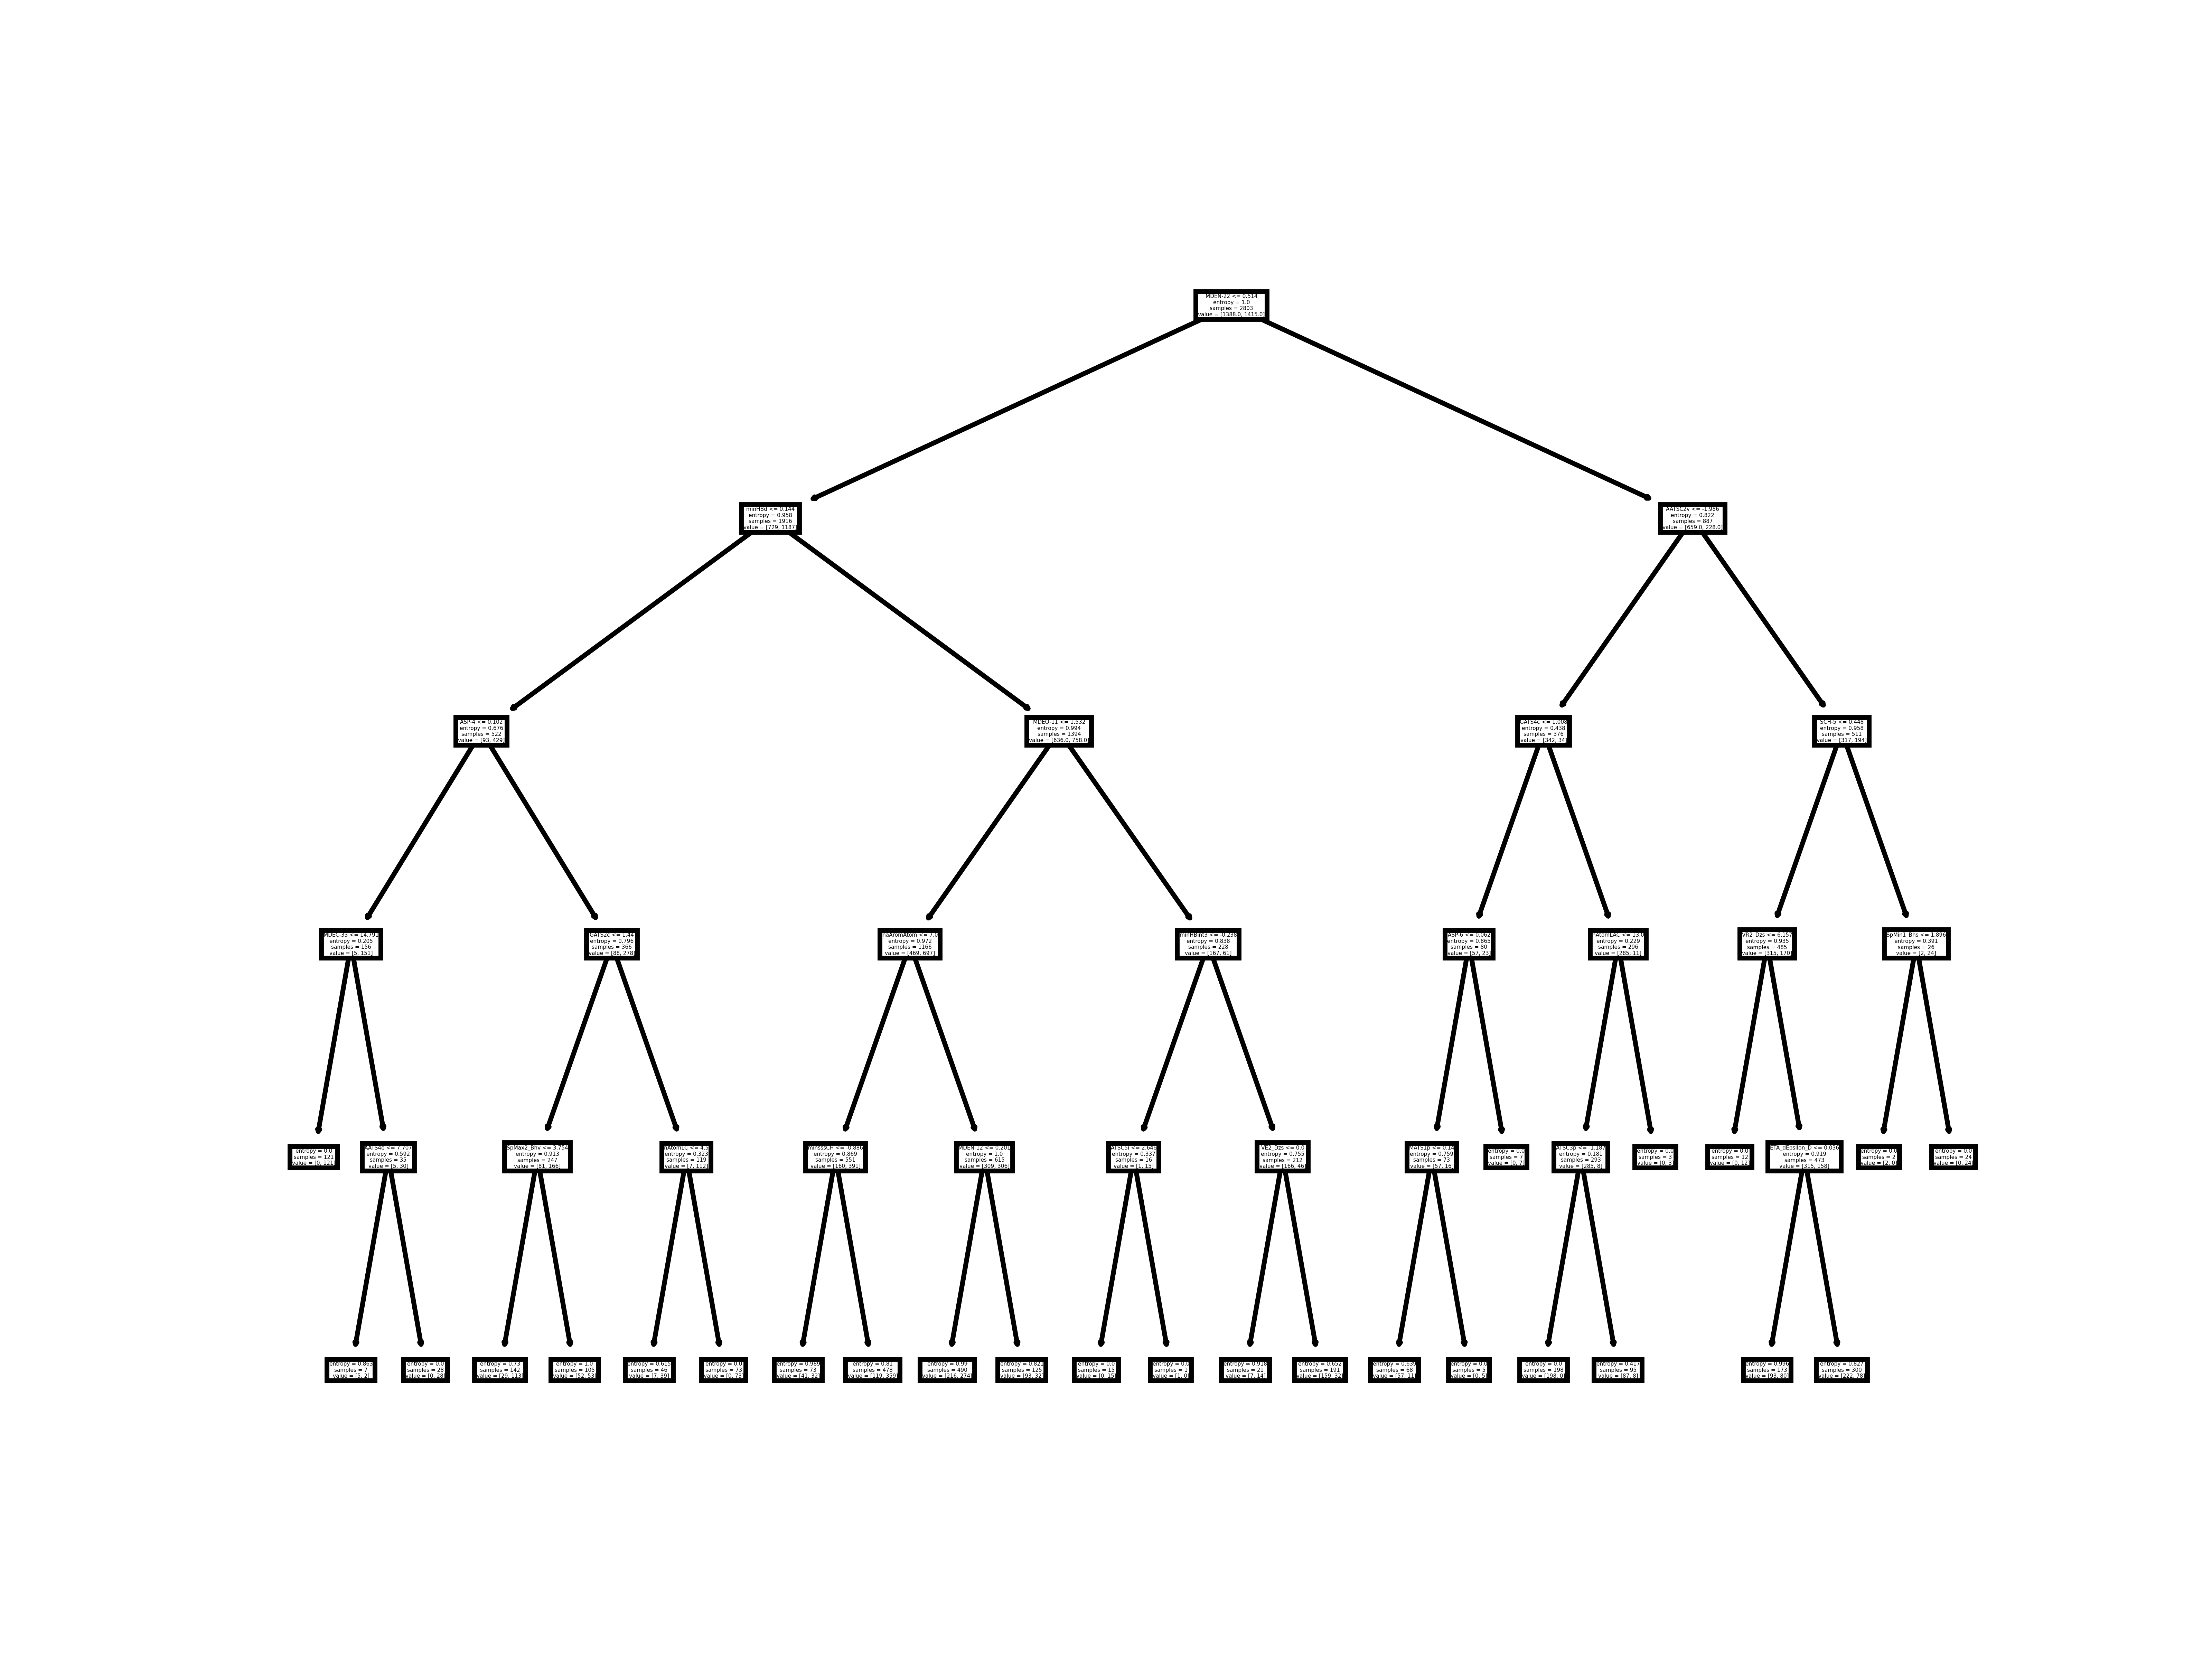 MDEN-22 <= 0.514
entropy = 1.0
samples = 2803
value = [1388.0, 1415.0]
minHBd <= 0.144
entropy = 0.958
samples = 1916
value = [729, 1187]
AATSC2v <= -1.986
entropy = 0.822
samples = 887
value = [659.0, 228.0]
ASP-4 <= 0.102
entropy = 0.676
samples = 522
value = [93, 429]
MDEO-11 <= 1.532
entropy = 0.994
samples = 1394
value = [636.0, 758.0]
GATS4c <= 1.008
entropy = 0.438
samples = 376
value = [342, 34]
SCH-5 <= 0.448
entropy = 0.958
samples = 511
value = [317, 194]
MDEC-33 <= 14.791
entropy = 0.205
samples = 156
value = [5, 151]
GATS2c <= 1.44
entropy = 0.796
samples = 366
value = [88, 278]
naAromAtom <= 7.0
entropy = 0.972
samples = 1166
value = [469, 697]
minHBint3 <= -0.238
entropy = 0.838
samples = 228
value = [167, 61]
ASP-6 <= 0.062
entropy = 0.865
samples = 80
value = [57, 23]
nAtomLAC <= 13.0
entropy = 0.229
samples = 296
value = [285, 11]
VR2_Dzs <= 6.157
entropy = 0.935
samples = 485
value = [315, 170]
SpMin1_Bhs <= 1.896
entropy = 0.391
samples = 26
value = [2, 24]
entropy = 0.0
samples = 121
value = [0, 121]
entropy = 0.592
samples = 35
value = [5, 30]
SpMax2_Bhv <= 3.754
entropy = 0.913
samples = 247
value = [81, 166]
entropy = 0.323
samples = 119
value = [7, 112]
minsssCH <= -0.886
entropy = 0.869
samples = 551
value = [160, 391]
MDEN-12 <= 0.201
entropy = 1.0
samples = 615
value = [309, 306]
entropy = 0.337
samples = 16
value = [1, 15]
VE2_Dzs <= 0.0
entropy = 0.755
samples = 212
value = [166, 46]
entropy = 0.759
samples = 73
value = [57, 16]
entropy = 0.0
samples = 7
value = [0, 7]
entropy = 0.181
samples = 293
value = [285, 8]
entropy = 0.0
samples = 3
value = [0, 3]
entropy = 0.0
samples = 12
value = [0, 12]
ETA_dEpsilon_D <= 0.036
entropy = 0.919
samples = 473
value = [315, 158]
entropy = 0.0
samples = 2
value = [2, 0]
entropy = 0.0
samples = 24
value = [0, 24]
entropy = 0.863
samples = 7
value = [5, 2]
entropy = 0.0
samples = 28
value = [0, 28]
entropy = 0.73
samples = 142
value = [29, 113]
entropy = 1.0
samples = 105
value = [52, 53]
entropy = 0.615
samples = 46
value = [7, 39]
entropy = 0.0
samples = 73
value = [0, 73]
entropy = 0.989
samples = 73
value = [41, 32]
entropy = 0.81
samples = 478
value = [119, 359]
entropy = 0.99
samples = 490
value = [216, 274]
entropy = 0.821
samples = 125
value = [93, 32]
entropy = 0.0
samples = 15
value = [0, 15]
entropy = 0.0
samples = 1
value = [1, 0]
entropy = 0.918
samples = 21
value = [7, 14]
entropy = 0.652
samples = 191
value = [159, 32]
entropy = 0.639
samples = 68
value = [57, 11]
entropy = 0.0
samples = 5
value = [0, 5]
entropy = 0.0
samples = 198
value = [198, 0]
entropy = 0.417
samples = 95
value = [87, 8]
entropy = 0.996
samples = 173
value = [93, 80]
entropy = 0.827
samples = 300
value = [222, 78]